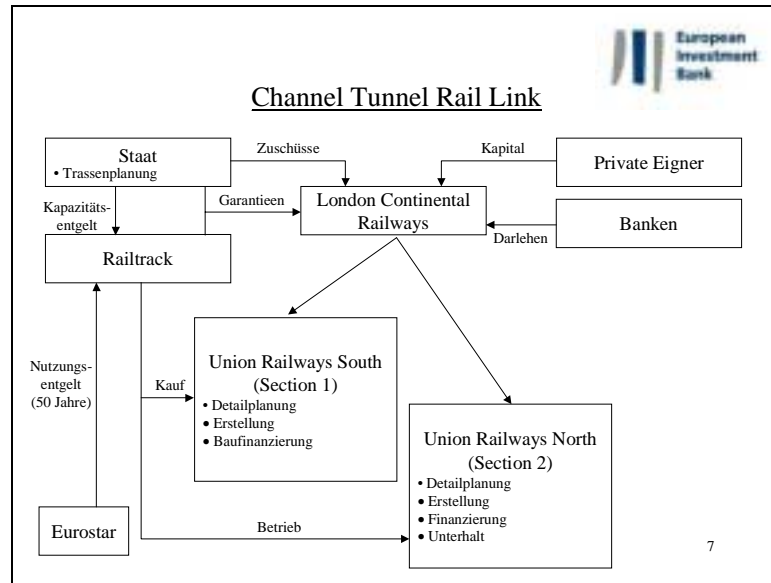 European
Investment
Bank
Channel Tunnel Rail Link
Staat
• Trassenplanung
Zuschüsse
Kapital
Private Eigner
Kapazitäts-
entgelt
Garantieen
London Continental
Railways
Darlehen
Banken
Railtrack
Nutzungs-
entgelt
(50 Jahre)
Kauf
Union Railways South
(Section 1)
• Detailplanung
• Erstellung
• Baufinanzierung
Union Railways North
(Section 2)
• Detailplanung
• Erstellung
• Finanzierung
• Unterhalt
Eurostar
Betrieb
7